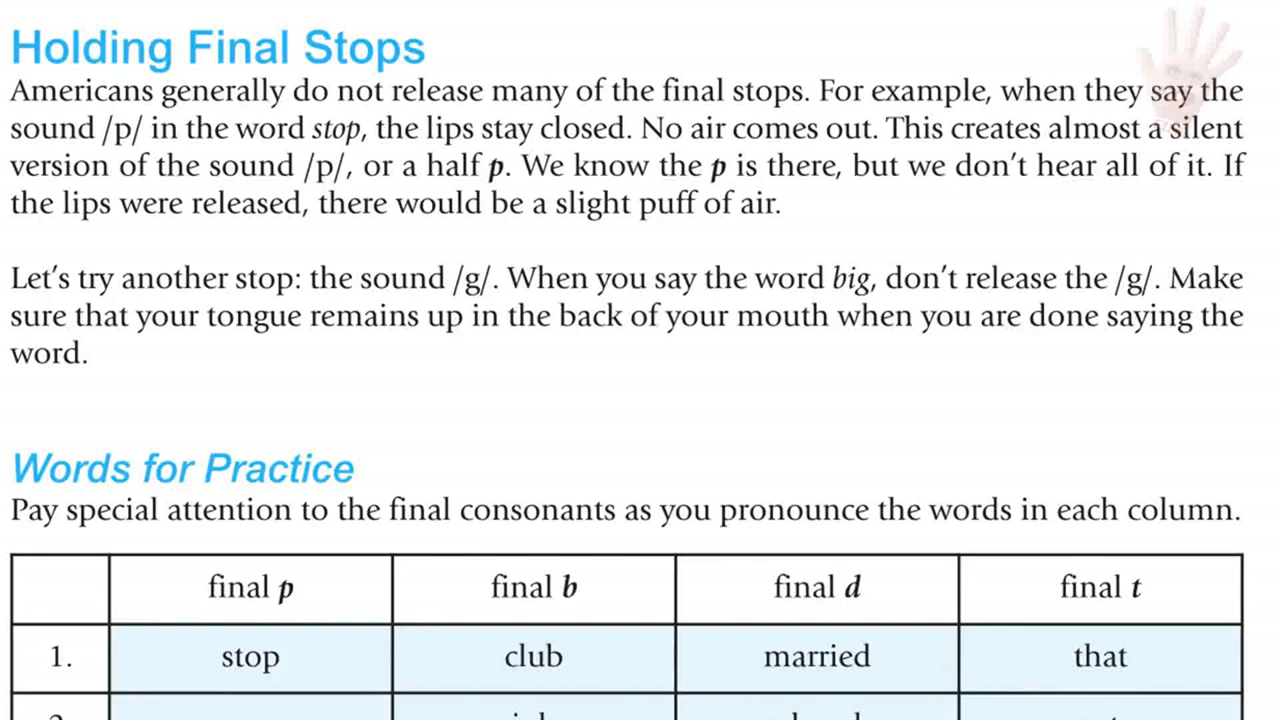 Holding Final Stops
Americans generally do not release many of the final stops. For example, when they say the
sound /p/ in the word stop, the lips stay closed. No air comes out. This creates almost a silent
version of the sound /p/, or a half p. We know the p is there, but we don't hear all of it. If
the lips were released, there would be a slight puff of air.
Let's try another stop: the sound /g/. When you say the word big, don't release the /g/. Make
sure that your tongue remains up in the back of your mouth when you are done saying the
word.
Words for Practice
Pay special attention to the final consonants as you pronounce the words in each column.
final p final b final d final t
1. stop club married that